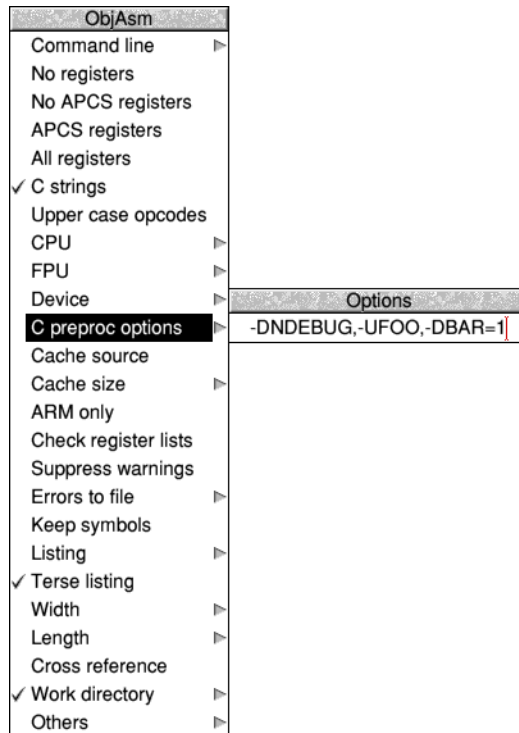 ObjAsm
Command line
No registers
No APCS registers
APCS registers
All registers
C strings
Upper case opcodes
CPU
FPU
Device
C preproc options
Options
-DNDEBUG,-UFOO,-DBAR=1
Cache source
Cache size
ARM only
Check register lists
Suppress warnings
Errors to file
Keep symbols
Listing
Terse listing
Width
Length
Cross reference
Work directory
Others